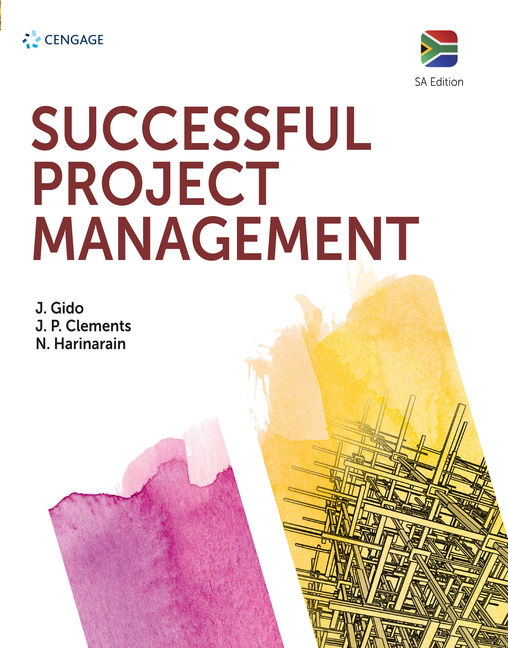 CENGAGE
SA Edition
SUCCESSFUL
PROJECT
MANAGEMENT
J. Gido
J. P. Clements
N. Harinarain